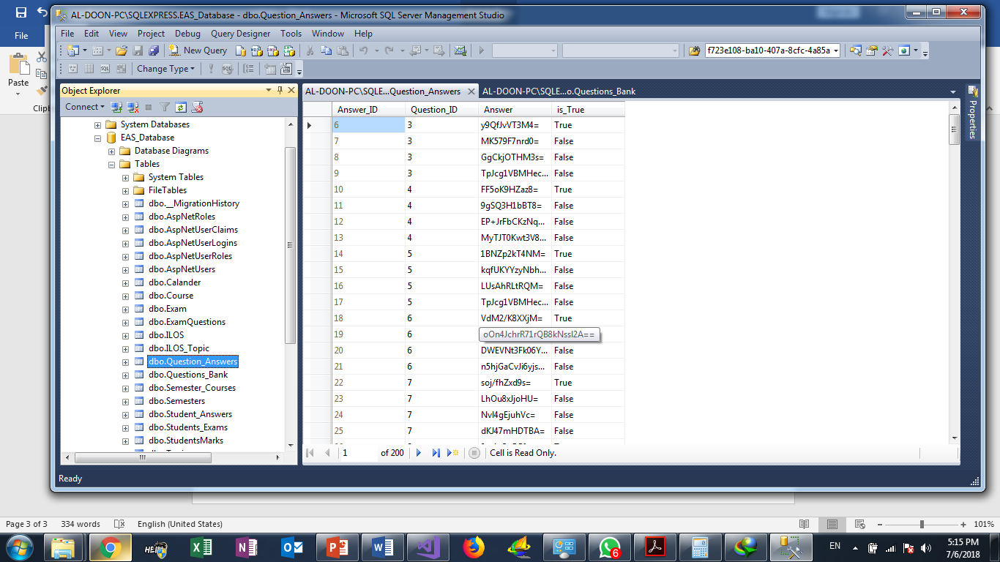 AL-DOON-PC\SQLEXPRESS.EAS_Database - dbo.Question_Answers - Microsoft SQL Server Management Studio
File
File Edit View Project Debug Query Designer Tools Window Help
New Query
f723e108-ba10-407a-8cfc-4a85a
Paste
Change Type
Clipb
Object Explorer
Connect
System Databases
EAS_Database
Database Diagrams
Tables
System Tables
FileTables
dbo.__MigrationHistory
dbo.AspNetRoles
dbo.AspNetUserClaims
dbo.AspNetUserLogins
dbo.AspNetUserRoles
dbo.AspNetUsers
dbo.Calander
dbo.Course
dbo.Exam
dbo.ExamQuestions
dbo.ILOS
dbo.ILOS_Topic
dbo.Question_Answers
dbo.Questions_Bank
dbo.Semester_Courses
dbo.Semesters
dbo.Student_Answers
dbo.Students_Exams
dbo.StudentsMarks
AL-DOON-PC\SQLE...Question_Answers
AL-DOON-PC\SQLE...o.Questions_Bank
Properties
Answer_ID Question_ID Answer is_True
6 3 y9QfJvVT3M4= True
7 3 MK579F7nrd0= False
8 3 GgCkjOTHM3s= False
9 3 TpJcg1VBMHec... False
10 4 FF5oK9HZaz8= True
11 4 9gSQ3H1bBT8= False
12 4 EP+JrFbCKzNq... False
13 4 MyTJT0Kwt3V8... False
14 5 1BNZp2kT4NM= True
15 5 kqfUKYYzyNbh... False
16 5 LUsAhRLtRQM= False
17 5 TpJcg1VBMHec... False
18 6 VdM2/K8XXjM= True
19 6 oOn4JchrR71rQB8kNssI2A==
20 6 DWEVNt3Fk06Y... False
21 6 n5hjGaCvJi6yjs... False
22 7 soj/fhZxd9s= True
23 7 LhOu8xJjoHU= False
24 7 NvI4gEjuhVc= False
25 7 dKJ47mHDTBA= False
1 of 200 Cell is Read Only.
Ready
Page 3 of 3 334 words English (United States) 101%
EN
5:15 PM
7/6/2018